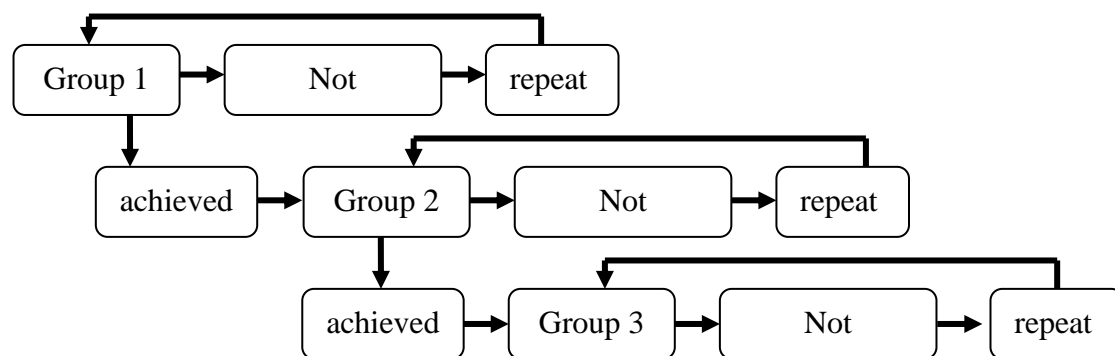 Group 1 Not repeat
achieved Group 2 Not repeat
achieved Group 3 Not repeat